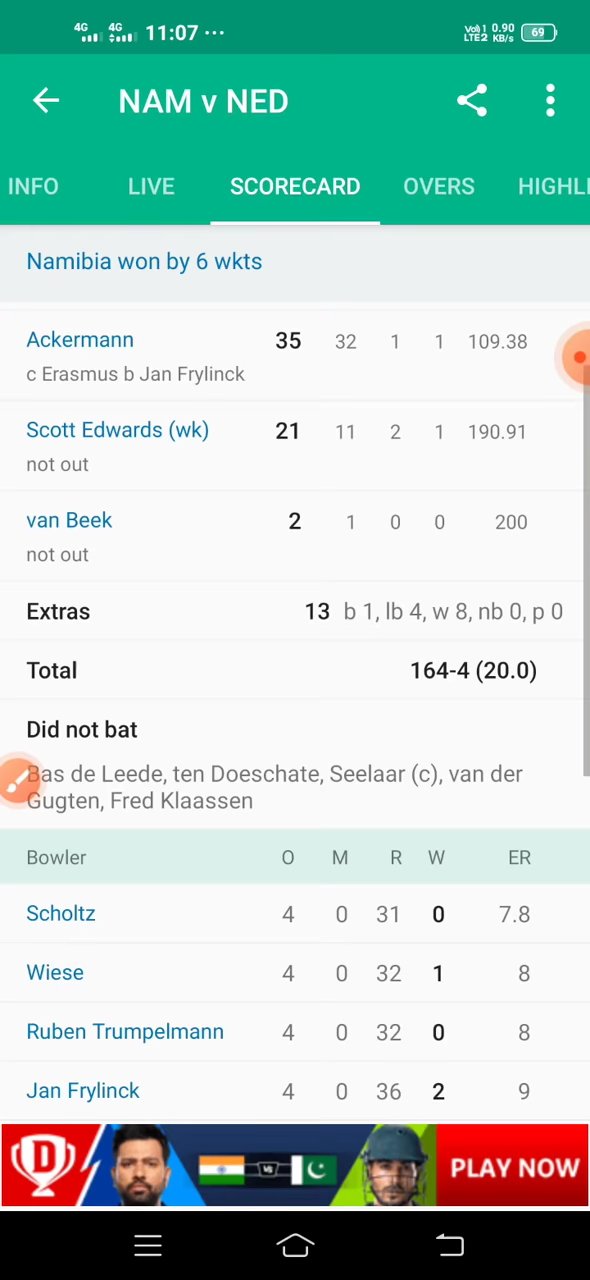 4G 4G 11:07 ... Vo)) 1 LTE2 0.90 KB/s 69
NAM v NED
INFO LIVE SCORECARD OVERS HIGHLI
Namibia won by 6 wkts
Ackermann 35 32 1 1 109.38
c Erasmus b Jan Frylinck
Scott Edwards (wk) 21 11 2 1 190.91
not out
van Beek 2 1 0 0 200
not out
Extras 13 b 1, lb 4, w 8, nb 0, p 0
Total 164-4 (20.0)
Did not bat
Bas de Leede, ten Doeschate, Seelaar (c), van der
Gugten, Fred Klaassen
Bowler O M R W ER
Scholtz 4 0 31 0 7.8
Wiese 4 0 32 1 8
Ruben Trumpelmann 4 0 32 0 8
Jan Frylinck 4 0 36 2 9
D VS PLAY NOW